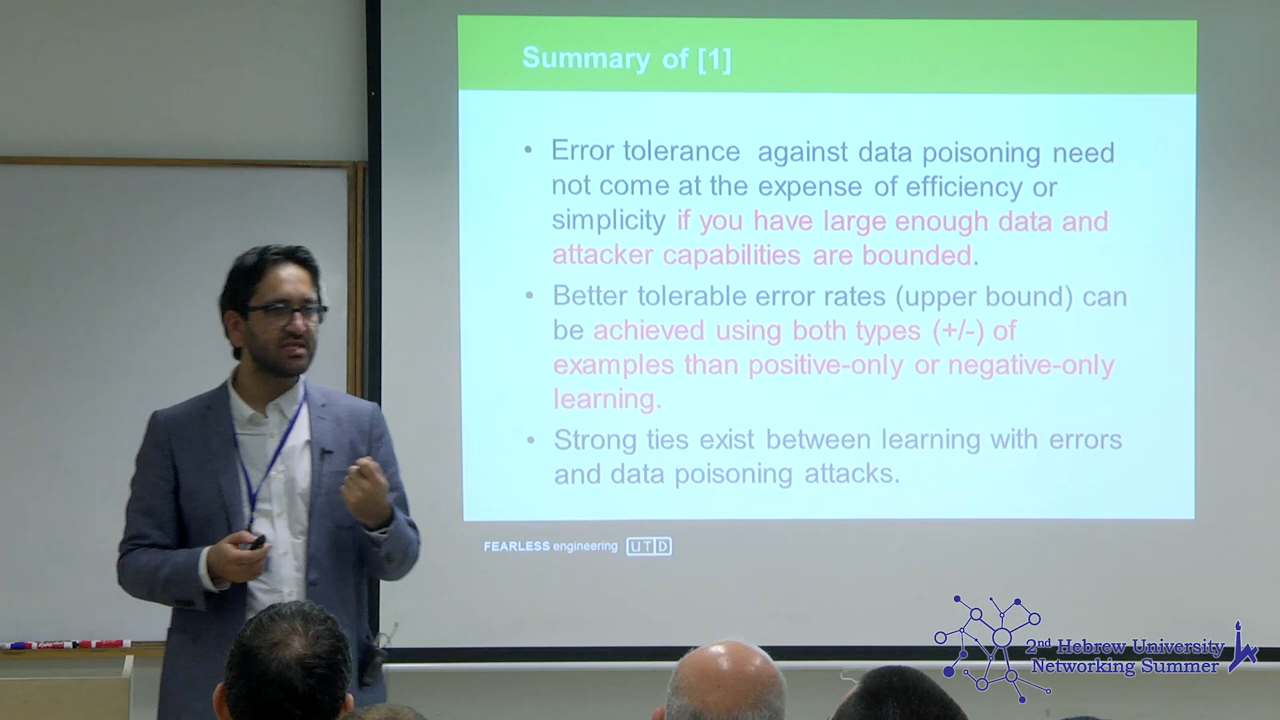 Summary of [1]
• Error tolerance against data poisoning need
not come at the expense of efficiency or
simplicity if you have large enough data and
attacker capabilities are bounded.
• Better tolerable error rates (upper bound) can
be achieved using both types (+/-) of
examples than positive-only or negative-only
learning.
• Strong ties exist between learning with errors
and data poisoning attacks.
FEARLESS engineering UTD
2nd Hebrew University
Networking Summer